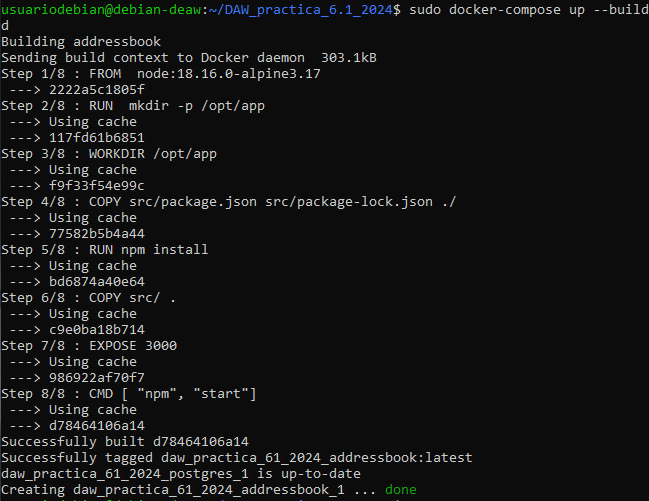 usuariodebian@debian-deaw:~/DAW_practica_6.1_2024$ sudo docker-compose up --build
d
Building addressbook
Sending build context to Docker daemon  303.1kB
Step 1/8 : FROM  node:18.16.0-alpine3.17
 ---> 2222a5c1805f
Step 2/8 : RUN  mkdir -p /opt/app
 ---> Using cache
 ---> 117fd61b6851
Step 3/8 : WORKDIR /opt/app
 ---> Using cache
 ---> f9f33f54e99c
Step 4/8 : COPY src/package.json src/package-lock.json ./
 ---> Using cache
 ---> 77582b5b4a44
Step 5/8 : RUN npm install
 ---> Using cache
 ---> bd6874a40e64
Step 6/8 : COPY src/ .
 ---> Using cache
 ---> c9e0ba18b714
Step 7/8 : EXPOSE 3000
 ---> Using cache
 ---> 986922af70f7
Step 8/8 : CMD [ "npm", "start"]
 ---> Using cache
 ---> d78464106a14
Successfully built d78464106a14
Successfully tagged daw_practica_61_2024_addressbook:latest
daw_practica_61_2024_postgres_1 is up-to-date
Creating daw_practica_61_2024_addressbook_1 ... done